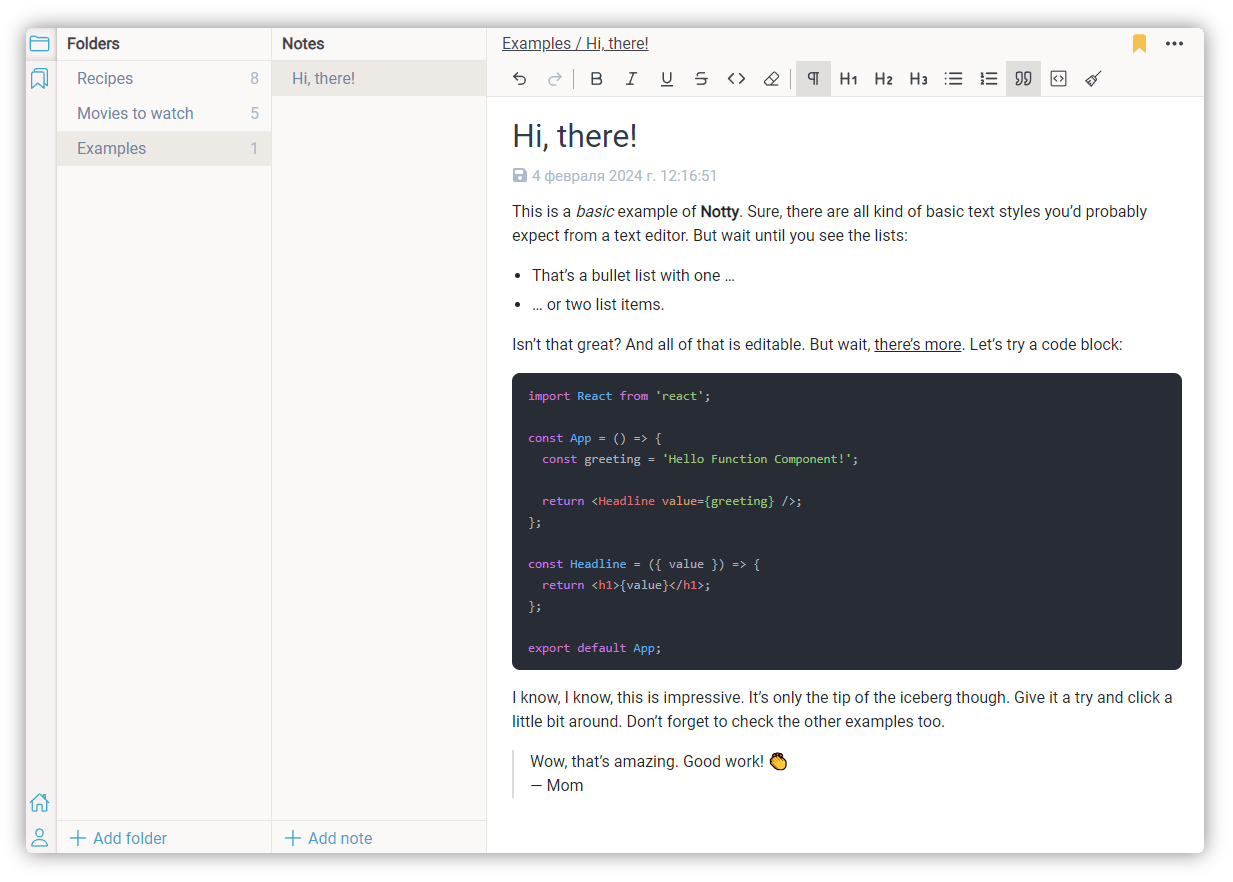 Folders
Recipes 8
Movies to watch 5
Examples 1
Add folder
Notes
Hi, there!
Add note
Examples / Hi, there!
B I U S H1 H2 H3
Hi, there!
4 февраля 2024 г. 12:16:51
This is a basic example of Notty. Sure, there are all kind of basic text styles you’d probably
expect from a text editor. But wait until you see the lists:
• That’s a bullet list with one …
• … or two list items.
Isn’t that great? And all of that is editable. But wait, there’s more. Let’s try a code block:
import React from 'react';
const App = () => {
  const greeting = 'Hello Function Component!';
  return <Headline value={greeting} />;
};
const Headline = ({ value }) => {
  return <h1>{value}</h1>;
};
export default App;
I know, I know, this is impressive. It’s only the tip of the iceberg though. Give it a try and click a
little bit around. Don’t forget to check the other examples too.
Wow, that’s amazing. Good work! 👏
— Mom